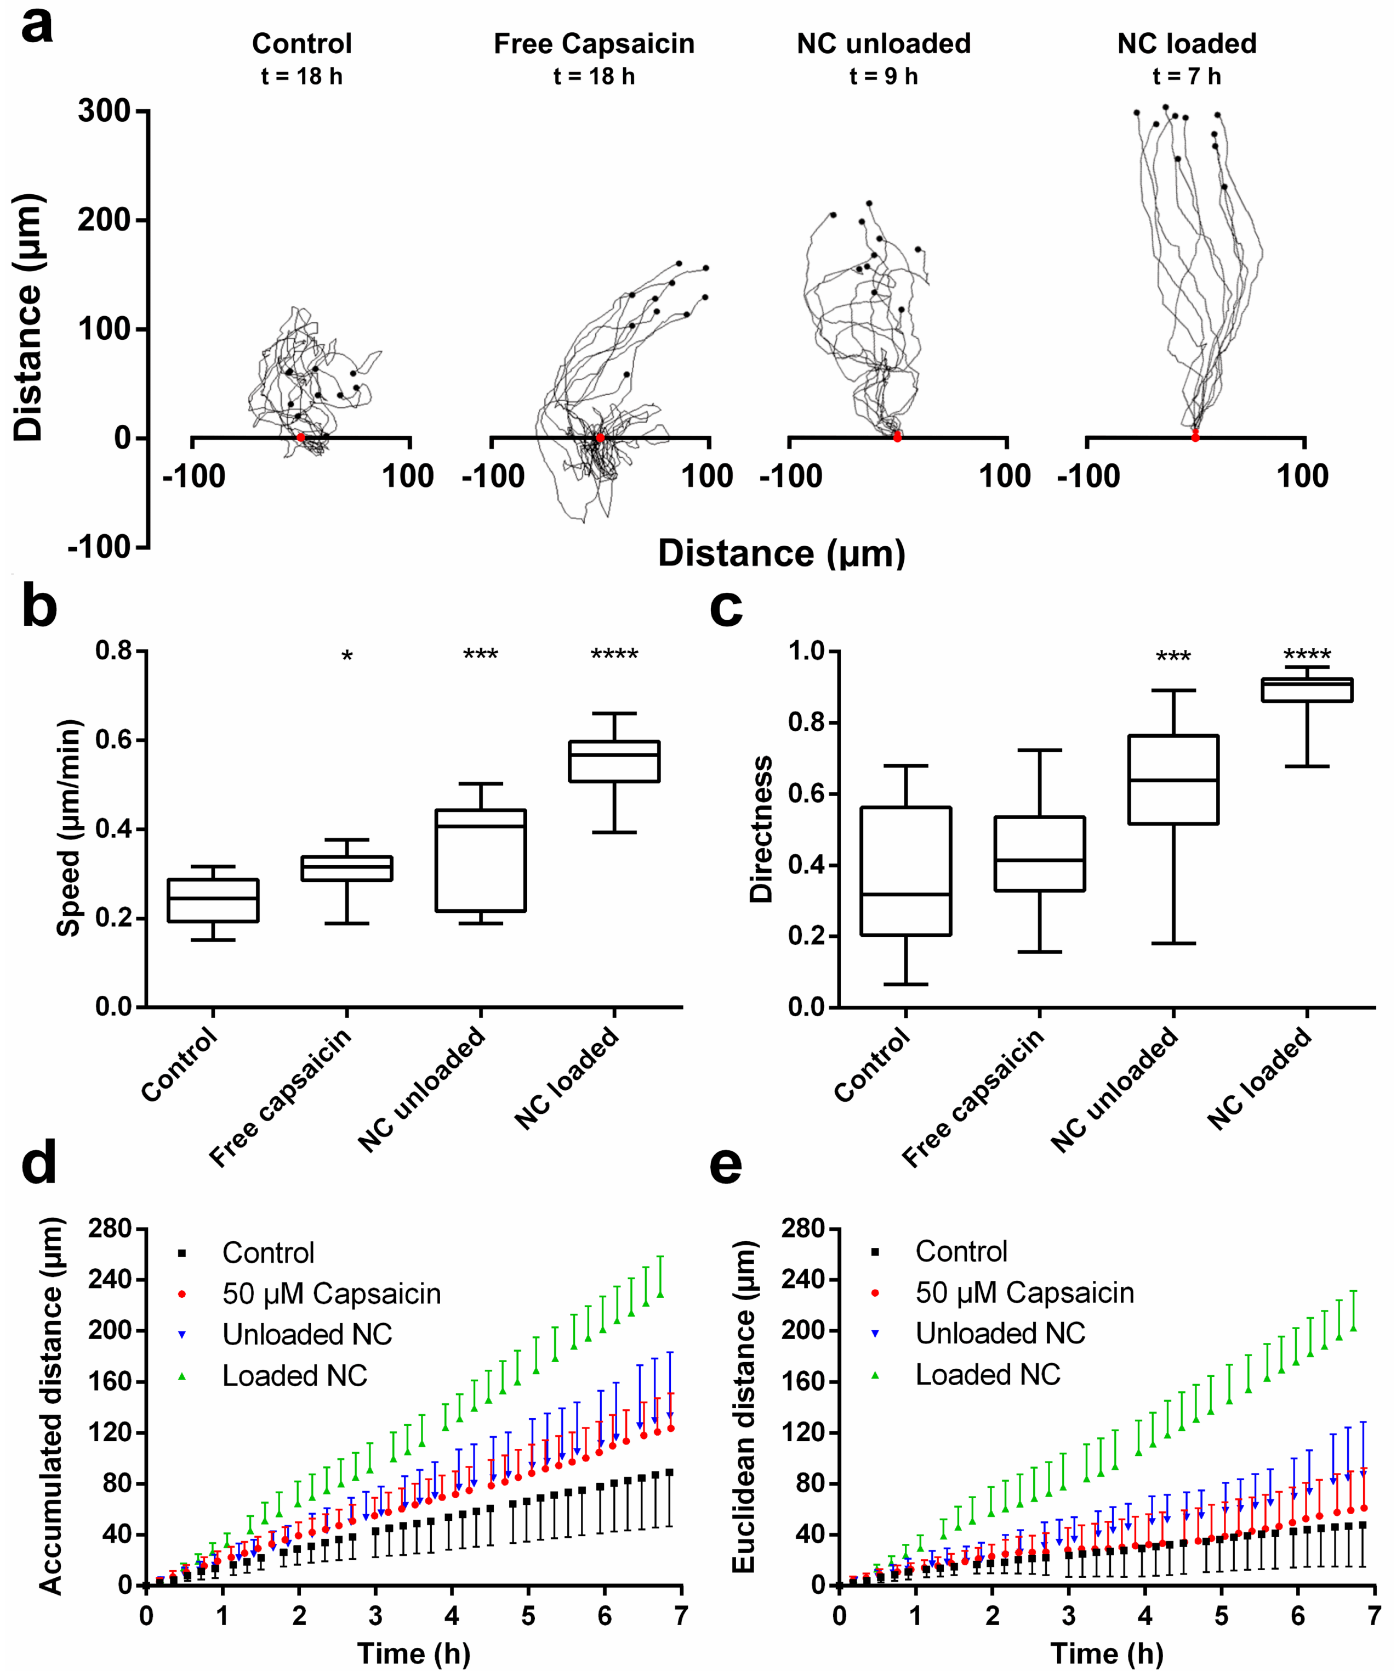 a
Control
t = 18 h
Free Capsaicin
t = 18 h
NC unloaded
t = 9 h
NC loaded
t = 7 h
Distance (µm)
300
200
100
0
-100
-100 100
-100 100
-100 100
-100 100
Distance (µm)
b
Speed (µm/min)
0.8
0.6
0.4
0.2
0.0
* *** ****
Control
Free capsaicin
NC unloaded
NC loaded
c
Directness
1.0
0.8
0.6
0.4
0.2
0.0
*** ****
Control
Free capsaicin
NC unloaded
NC loaded
d
Accumulated distance (µm)
280
240
200
160
120
80
40
0
Control
50 µM Capsaicin
Unloaded NC
Loaded NC
0 1 2 3 4 5 6 7
Time (h)
e
Euclidean distance (µm)
280
240
200
160
120
80
40
0
Control
50 µM Capsaicin
Unloaded NC
Loaded NC
0 1 2 3 4 5 6 7
Time (h)